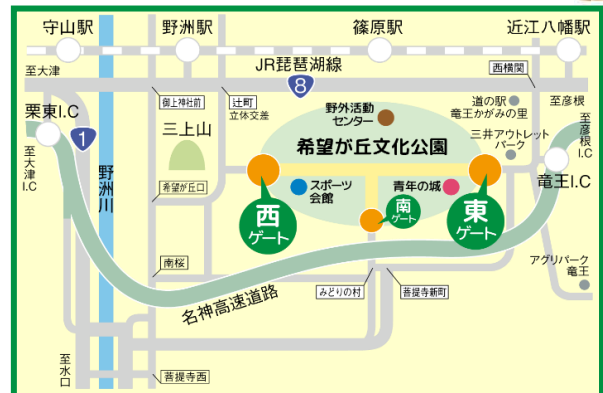 守山駅
野洲駅
篠原駅
近江八幡駅
JR琵琶湖線
至大津
8
西横関
栗東I.C
1
御上神社前
辻町
立体交差
野外活動
センター
道の駅
竜王かがみの里
至彦根
三上山
希望が丘文化公園
三井アウトレット
パーク
至彦根I.C
至大津I.C
野洲川
希望が丘口
スポーツ
会館
青年の城
竜王I.C
西
ゲート
南
ゲート
東
ゲート
南桜
アグリパーク
竜王
みどりの村
菩提寺新町
名神高速道路
至水口
菩提寺西